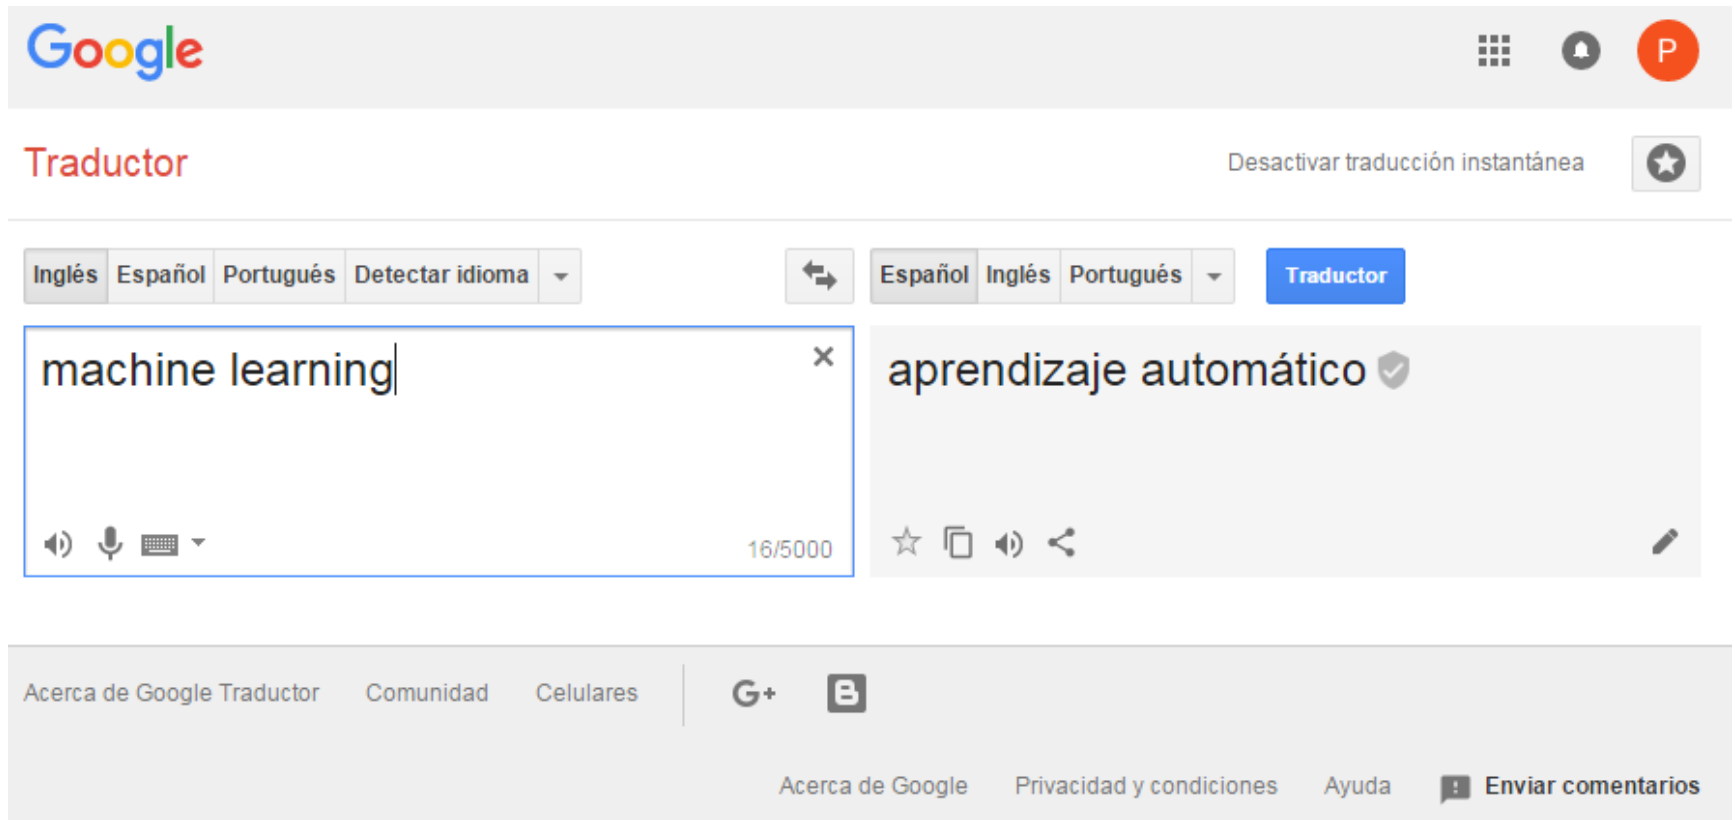 Google
P
Traductor
Desactivar traducción instantánea
Inglés Español Portugués Detectar idioma
Español Inglés Portugués
Traductor
machine learning
aprendizaje automático
16/5000
Acerca de Google Traductor Comunidad Celulares G+ B
Acerca de Google Privacidad y condiciones Ayuda Enviar comentarios